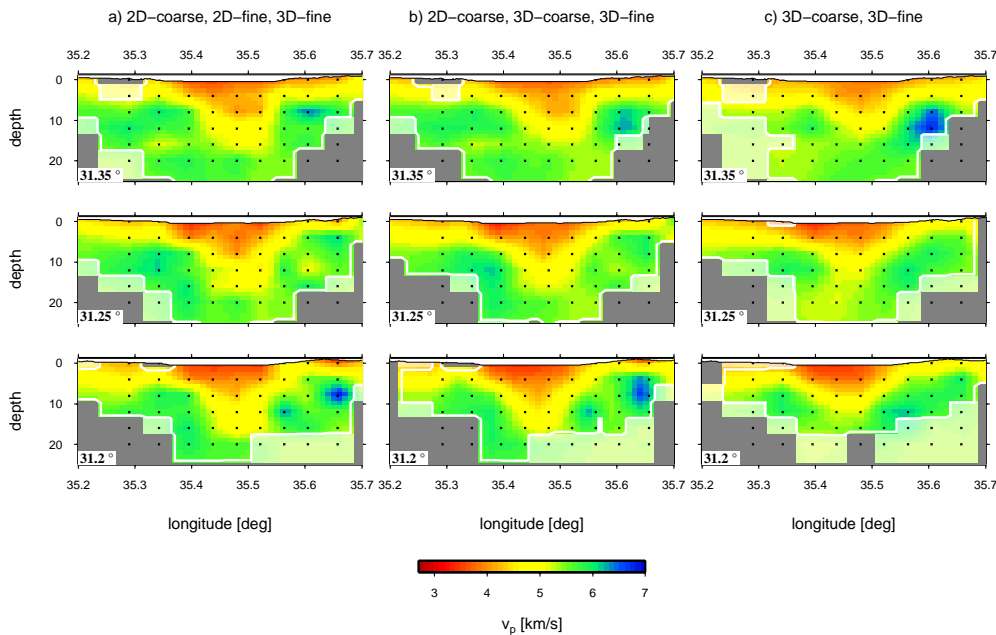 a) 2D−coarse, 2D−fine, 3D−fine
b) 2D−coarse, 3D−coarse, 3D−fine
c) 3D−coarse, 3D−fine
35.2 35.3 35.4 35.5 35.6 35.7
35.2 35.3 35.4 35.5 35.6 35.7
35.2 35.3 35.4 35.5 35.6 35.7
depth
0
10
20
31.35 °
31.35 °
31.35 °
depth
0
10
20
31.25 °
31.25 °
31.25 °
depth
0
10
20
31.2 °
31.2 °
31.2 °
35.2 35.3 35.4 35.5 35.6 35.7
35.2 35.3 35.4 35.5 35.6 35.7
35.2 35.3 35.4 35.5 35.6 35.7
longitude [deg]
longitude [deg]
longitude [deg]
3 4 5 6 7
vp [km/s]